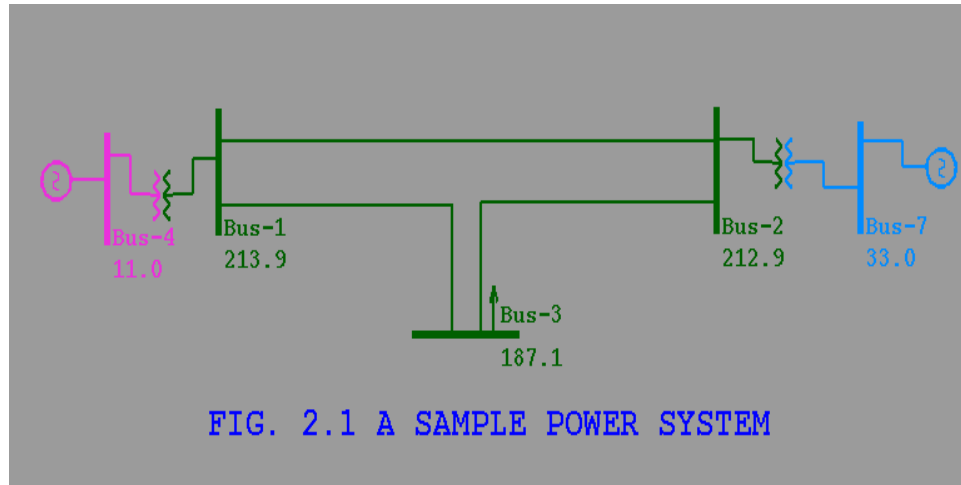 Bus-4
11.0
Bus-1
213.9
Bus-2
212.9
Bus-7
33.0
Bus-3
187.1
FIG. 2.1 A SAMPLE POWER SYSTEM